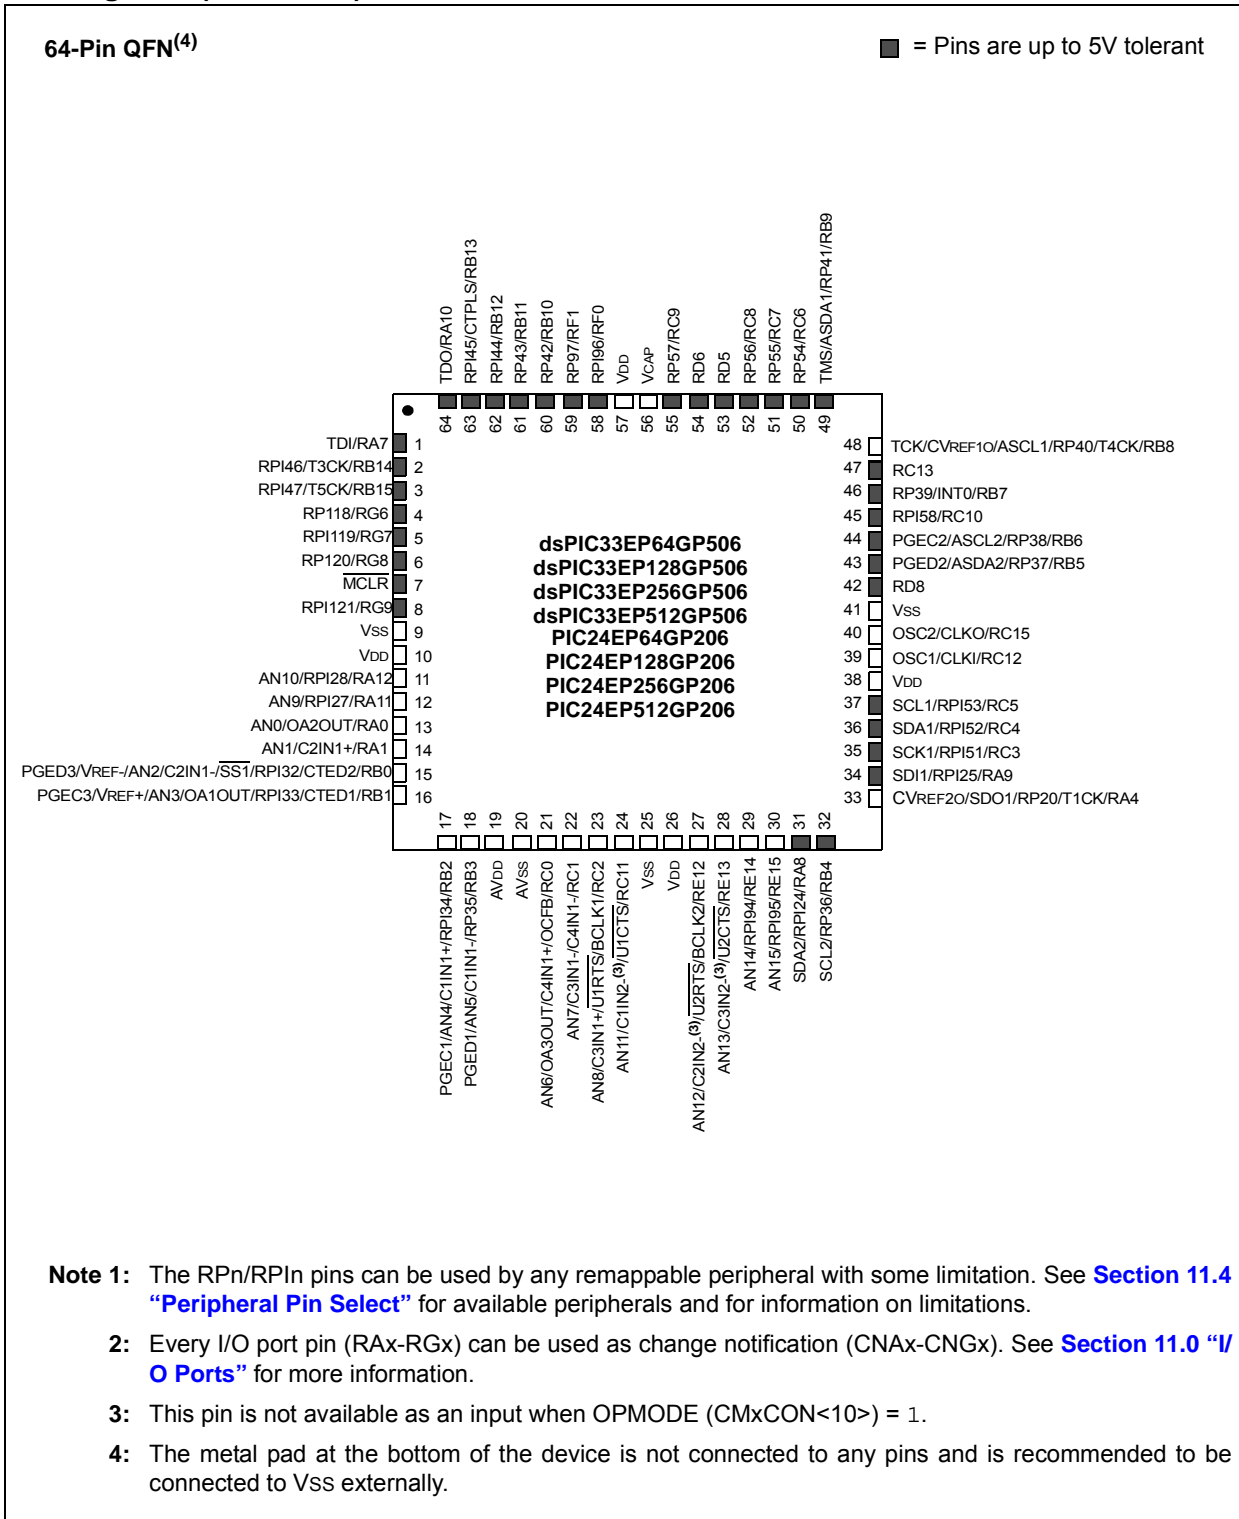 64-Pin QFN(4)
= Pins are up to 5V tolerant
TDO/RA10
RPI45/CTPLS/RB13
RPI44/RB12
RP43/RB11
RP42/RB10
RP97/RF1
RPI96/RF0
VDD
VCAP
RP57/RC9
RD6
RD5
RP56/RC8
RP55/RC7
RP54/RC6
TMS/ASDA1/RP41/RB9
64
63
62
61
60
59
58
57
56
55
54
53
52
51
50
49
TDI/RA7 1
RPI46/T3CK/RB14 2
RPI47/T5CK/RB15 3
RP118/RG6 4
RPI119/RG7 5
RP120/RG8 6
MCLR 7
RPI121/RG9 8
VSS 9
VDD 10
AN10/RPI28/RA12 11
AN9/RPI27/RA11 12
AN0/OA2OUT/RA0 13
AN1/C2IN1+/RA1 14
PGED3/VREF-/AN2/C2IN1-/SS1/RPI32/CTED2/RB0 15
PGEC3/VREF+/AN3/OA1OUT/RPI33/CTED1/RB1 16
dsPIC33EP64GP506
dsPIC33EP128GP506
dsPIC33EP256GP506
dsPIC33EP512GP506
PIC24EP64GP206
PIC24EP128GP206
PIC24EP256GP206
PIC24EP512GP206
48 TCK/CVREF1O/ASCL1/RP40/T4CK/RB8
47 RC13
46 RP39/INT0/RB7
45 RPI58/RC10
44 PGEC2/ASCL2/RP38/RB6
43 PGED2/ASDA2/RP37/RB5
42 RD8
41 VSS
40 OSC2/CLKO/RC15
39 OSC1/CLKI/RC12
38 VDD
37 SCL1/RPI53/RC5
36 SDA1/RPI52/RC4
35 SCK1/RPI51/RC3
34 SDI1/RPI25/RA9
33 CVREF2O/SDO1/RP20/T1CK/RA4
17
18
19
20
21
22
23
24
25
26
27
28
29
30
31
32
PGEC1/AN4/C1IN1+/RPI34/RB2
PGED1/AN5/C1IN1-/RP35/RB3
AVDD
AVSS
AN6/OA3OUT/C4IN1+/OCFB/RC0
AN7/C3IN1-/C4IN1-/RC1
AN8/C3IN1+/U1RTS/BCLK1/RC2
AN11/C1IN2-(3)/U1CTS/RC11
VSS
VDD
AN12/C2IN2-(3)/U2RTS/BCLK2/RE12
AN13/C3IN2-(3)/U2CTS/RE13
AN14/RPI94/RE14
AN15/RPI95/RE15
SDA2/RPI24/RA8
SCL2/RP36/RB4
Note 1: The RPn/RPIn pins can be used by any remappable peripheral with some limitation. See Section 11.4
"Peripheral Pin Select" for available peripherals and for information on limitations.
2: Every I/O port pin (RAx-RGx) can be used as change notification (CNAx-CNGx). See Section 11.0 "I/
O Ports" for more information.
3: This pin is not available as an input when OPMODE (CMxCON<10>) = 1.
4: The metal pad at the bottom of the device is not connected to any pins and is recommended to be
connected to VSS externally.